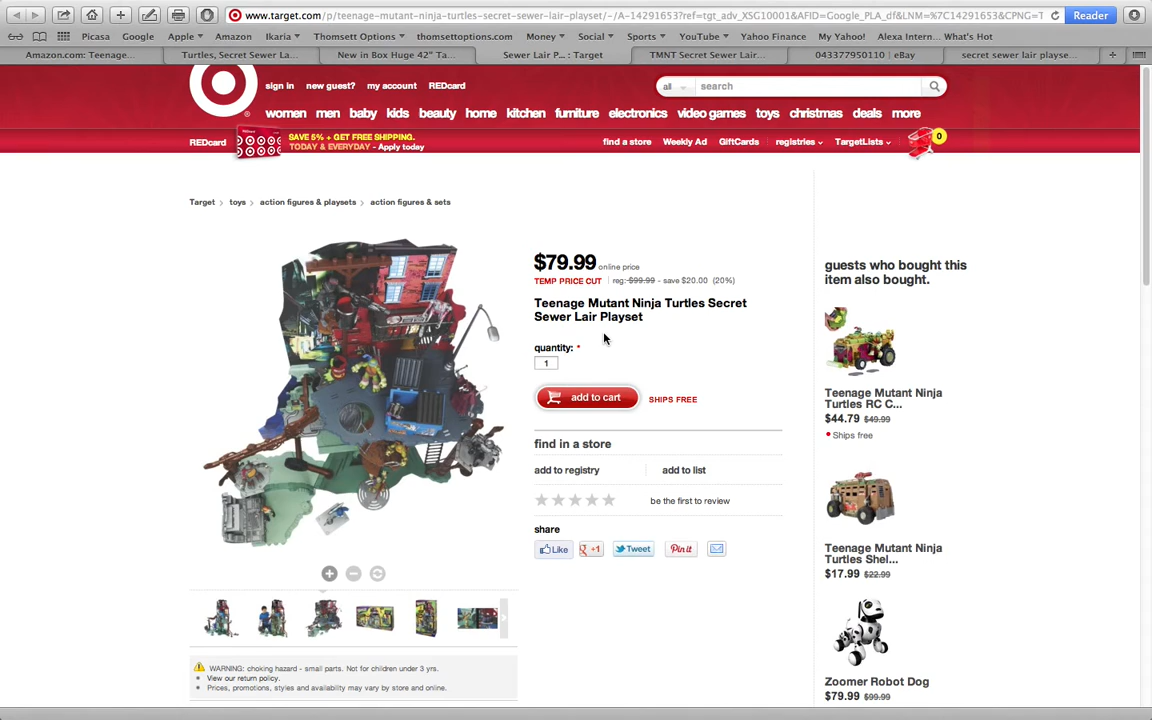 www.target.com/p/teenage-mutant-ninja-turtles-secret-sewer-lair-playset/-/A-14291653?ref=tgt_adv_XSG10001&AFID=Google_PLA_df&LNM=%7C14291653&CPNG=T
Reader
Picasa Google Apple Amazon Ikaria Thomsett Options thomsettoptions.com Money Social Sports YouTube Yahoo Finance My Yahoo! Alexa Intern... What's Hot
Amazon.com: Teenage... Turtles, Secret Sewer La... New in Box Huge 42" Ta... Sewer Lair P... : Target TMNT Secret Sewer Lair... 043377950110 | eBay secret sewer lair playse...
sign in new guest? my account REDcard
all search
women men baby kids beauty home kitchen furniture electronics video games toys christmas deals more
REDcard
SAVE 5% + GET FREE SHIPPING.
TODAY & EVERYDAY - Apply today
find a store Weekly Ad GiftCards registries TargetLists 0
Target > toys > action figures & playsets > action figures & sets
$79.99 online price
TEMP PRICE CUT reg: $99.99 - save $20.00 (20%)
Teenage Mutant Ninja Turtles Secret
Sewer Lair Playset
quantity: *
1
add to cart SHIPS FREE
find in a store
add to registry add to list
be the first to review
share
Like +1 Tweet Pin it
WARNING: choking hazard - small parts. Not for children under 3 yrs.
View our return policy.
Prices, promotions, styles and availability may vary by store and online.
guests who bought this
item also bought.
Teenage Mutant Ninja
Turtles RC C...
$44.79 $49.99
Ships free
Teenage Mutant Ninja
Turtles Shel...
$17.99 $22.99
Zoomer Robot Dog
$79.99 $99.99